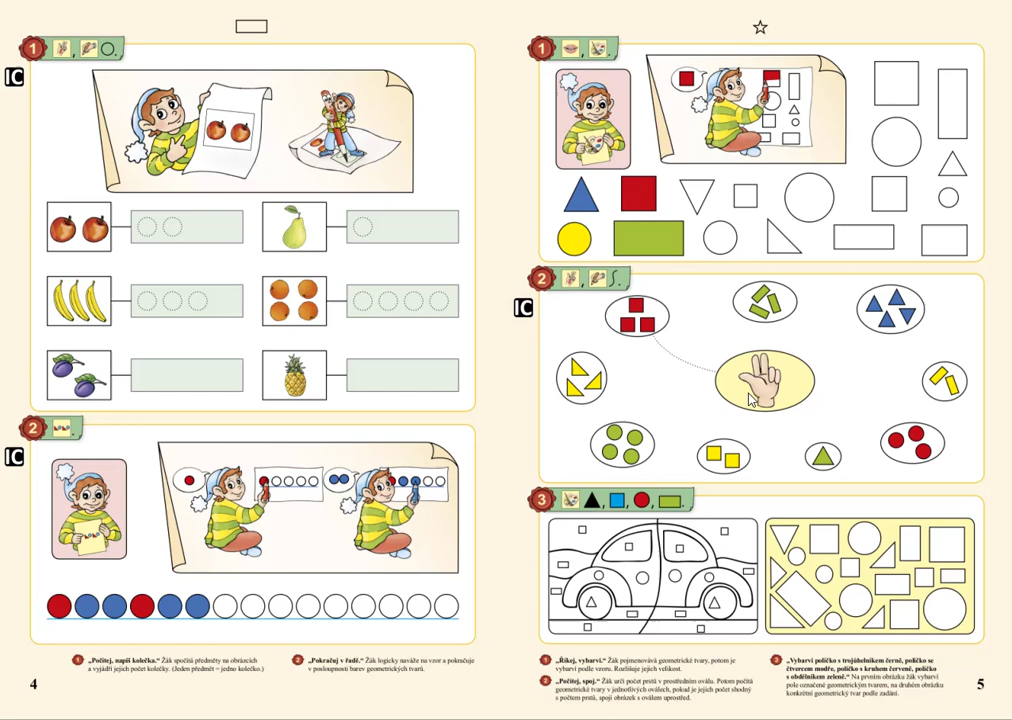 1 , .
IC
2 .
IC
1 „Počítej, napiš kolečka.“ Žák spočítá předměty na obrázcích
a vyjádří jejich počet kolečky. (Jeden předmět = jedno kolečko.)
2 „Pokračuj v řadě.“ Žák logicky naváže na vzor a pokračuje
v posloupnosti barev geometrických tvarů.
4
1 , .
2 , .
IC
3 , , , .
1 „Říkej, vybarvi.“ Žák pojmenovává geometrické tvary, potom je
vybarví podle vzoru. Rozlišuje jejich velikost.
2 „Počítej, spoj.“ Žák určí počet prstů v prostředním oválu. Potom počítá
geometrické tvary v jednotlivých oválech, pokud je jejich počet shodný
s počtem prstů, spojí obrázek s oválem uprostřed.
3 „Vybarvi políčko s trojúhelníkem černě, políčko se
čtvercem modře, políčko s kruhem červeně, políčko
s obdélníkem zeleně.“ Na prvním obrázku žák vybarví
pole označené geometrickým tvarem, na druhém obrázku
konkrétní geometrický tvar podle zadání.
5